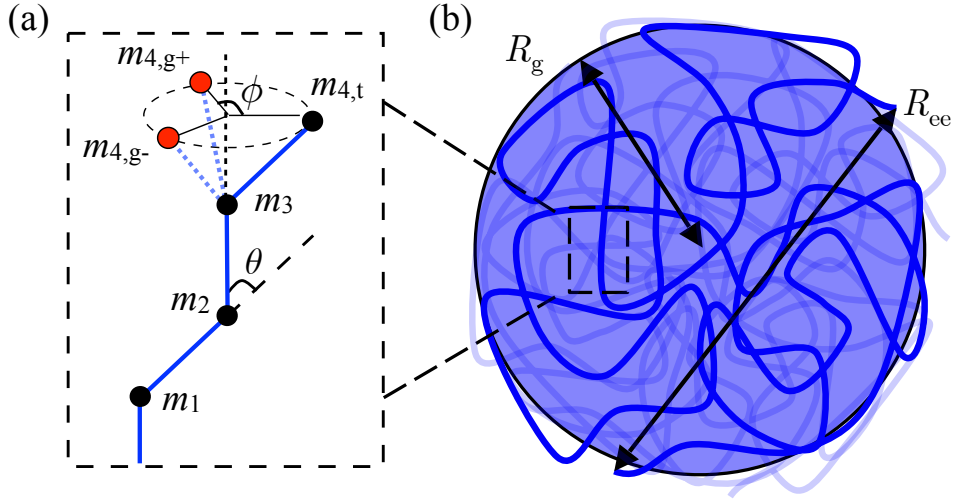 (a)
(b)
m4,g+
ϕ
m4,t
m4,g-
m3
θ
m2
m1
Rg
Ree